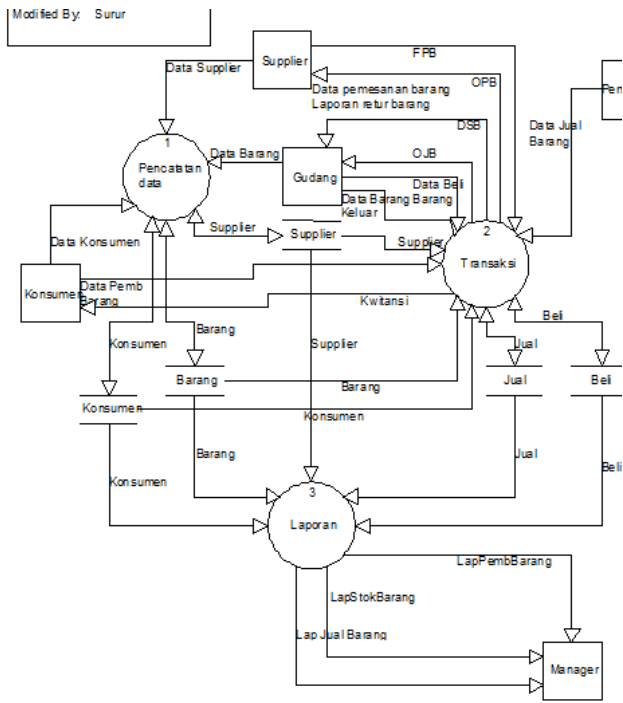 Modified By: Surur
FPB
Supplier
Data Supplier
OPB
Data pemesanan barang
Laporan retur barang
Pen
DSB
Data Jual
Barang
1
Pencatatan
data
Data Barang
OJB
Gudang
Data Beli
Data Barang Barang
Keluar
Supplier
Supplier
Supplier
2
Transaksi
Data Konsumen
Konsumen
Data Pemb
Barang
Kwitansi
Beli
Konsumen
Barang
Supplier
Jual
Barang
Barang
Jual
Beli
Konsumen
Konsumen
Konsumen
Barang
Jual
Beli
3
Laporan
LapPembBarang
LapStokBarang
Lap Jual Barang
Manager